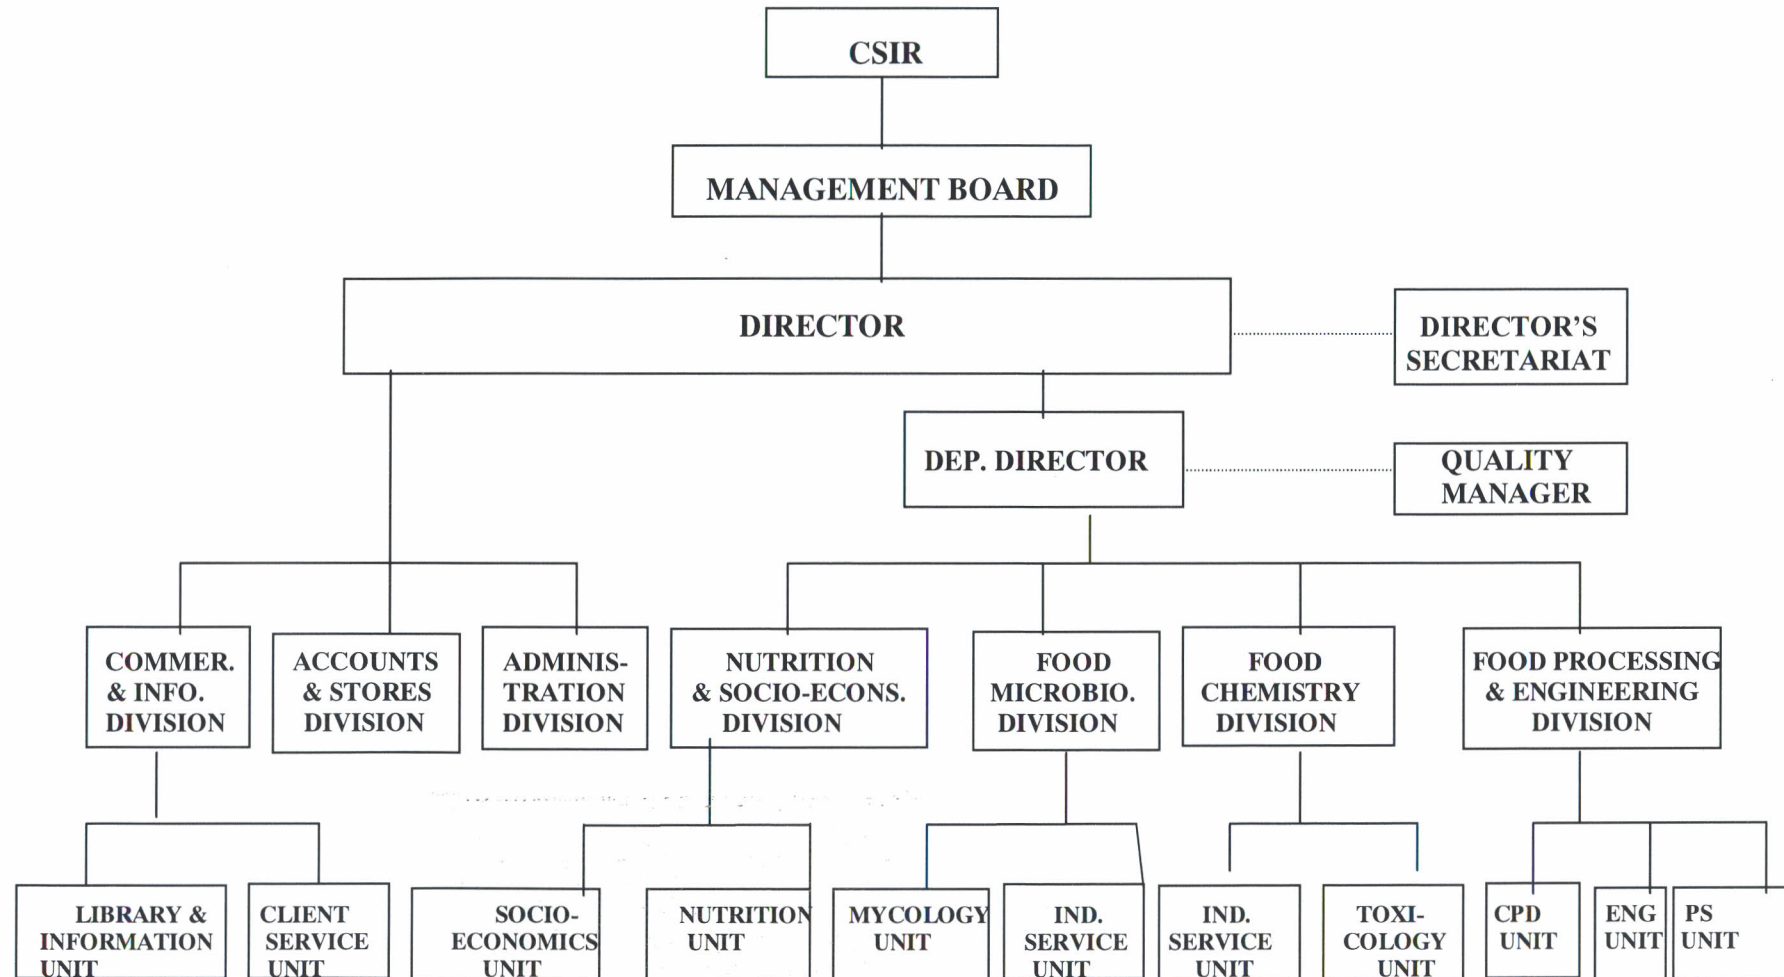 CSIR
MANAGEMENT BOARD
DIRECTOR
DIRECTOR'S
SECRETARIAT
DEP. DIRECTOR
QUALITY
MANAGER
COMMER.
& INFO.
DIVISION
ACCOUNTS
& STORES
DIVISION
ADMINIS-
TRATION
DIVISION
NUTRITION
& SOCIO-ECONS.
DIVISION
FOOD
MICROBIO.
DIVISION
FOOD
CHEMISTRY
DIVISION
FOOD PROCESSING
& ENGINEERING
DIVISION
LIBRARY &
INFORMATION
UNIT
CLIENT
SERVICE
UNIT
SOCIO-
ECONOMICS
UNIT
NUTRITION
UNIT
MYCOLOGY
UNIT
IND.
SERVICE
UNIT
IND.
SERVICE
UNIT
TOXI-
COLOGY
UNIT
CPD
UNIT
ENG
UNIT
PS
UNIT